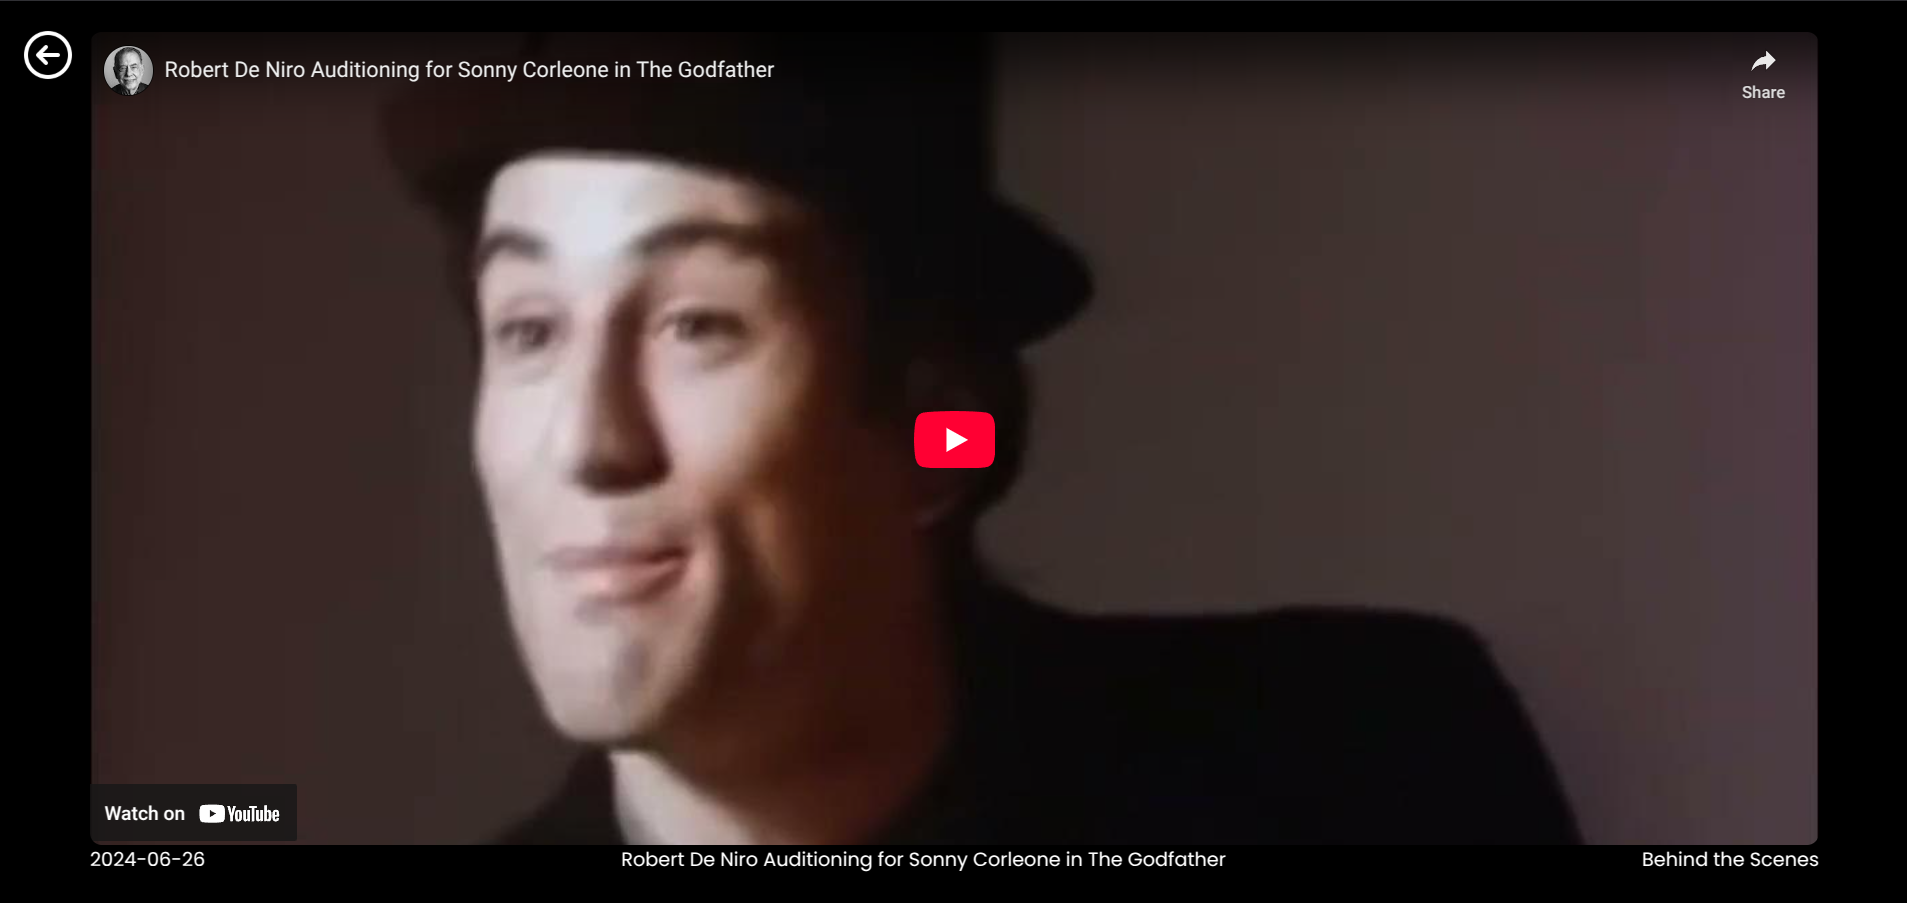 Robert De Niro Auditioning for Sonny Corleone in The Godfather
Share
Watch on YouTube
2024-06-26
Robert De Niro Auditioning for Sonny Corleone in The Godfather
Behind the Scenes